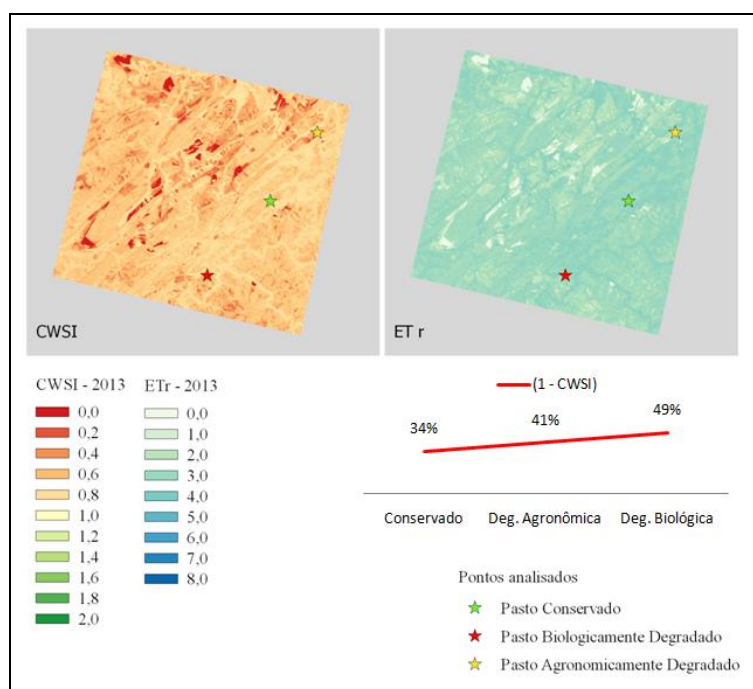 CWSI
ET r
CWSI - 2013
0,0
0,2
0,4
0,6
0,8
1,0
1,2
1,4
1,6
1,8
2,0
ETr - 2013
0,0
1,0
2,0
3,0
4,0
5,0
6,0
7,0
8,0
(1 - CWSI)
34%
41%
49%
Conservado
Deg. Agronômica
Deg. Biológica
Pontos analisados
Pasto Conservado
Pasto Biologicamente Degradado
Pasto Agronomicamente Degradado